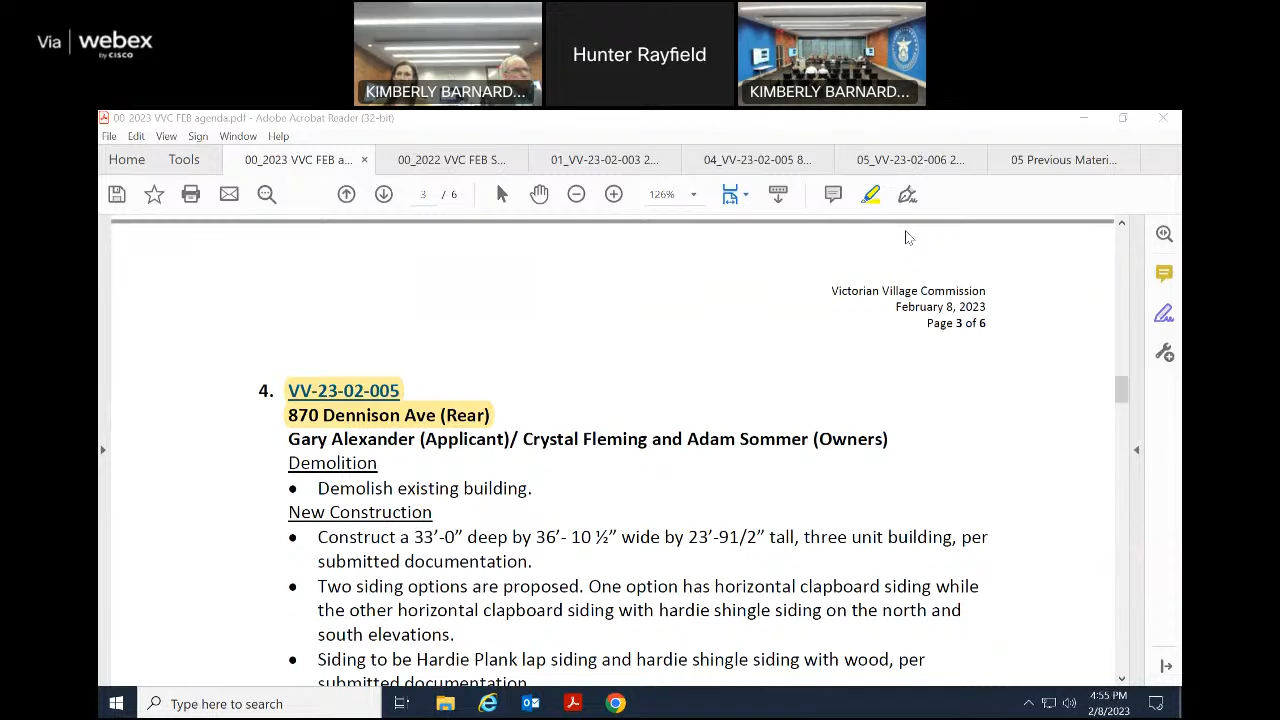 Via webex
by CISCO
KIMBERLY BARNARD...
Hunter Rayfield
KIMBERLY BARNARD...
00 2023 VVC FEB agenda.pdf - Adobe Acrobat Reader (32-bit)
File Edit View Sign Window Help
Home Tools 00_2023 VVC FEB a... × 00_2022 VVC FEB S... 01_VV-23-02-003 2... 04_VV-23-02-005 8... 05_VV-23-02-006 2... 05 Previous Materi...
3 / 6 126%
Victorian Village Commission
February 8, 2023
Page 3 of 6
4. VV-23-02-005
870 Dennison Ave (Rear)
Gary Alexander (Applicant)/ Crystal Fleming and Adam Sommer (Owners)
Demolition
• Demolish existing building.
New Construction
• Construct a 33’-0” deep by 36’- 10 ½” wide by 23’-91/2” tall, three unit building, per
submitted documentation.
• Two siding options are proposed. One option has horizontal clapboard siding while
the other horizontal clapboard siding with hardie shingle siding on the north and
south elevations.
• Siding to be Hardie Plank lap siding and hardie shingle siding with wood, per
submitted documentation
Type here to search
4:55 PM
2/8/2023